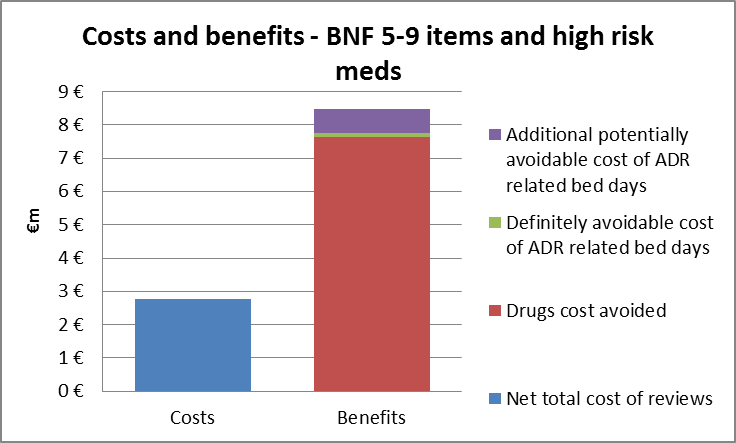 Costs and benefits - BNF 5-9 items and high risk
meds
9 €
8 €
7 €
6 €
5 €
4 €
3 €
2 €
1 €
0 €
€m
Costs
Benefits
Additional potentially
avoidable cost of ADR
related bed days
Definitely avoidable cost
of ADR related bed days
Drugs cost avoided
Net total cost of reviews